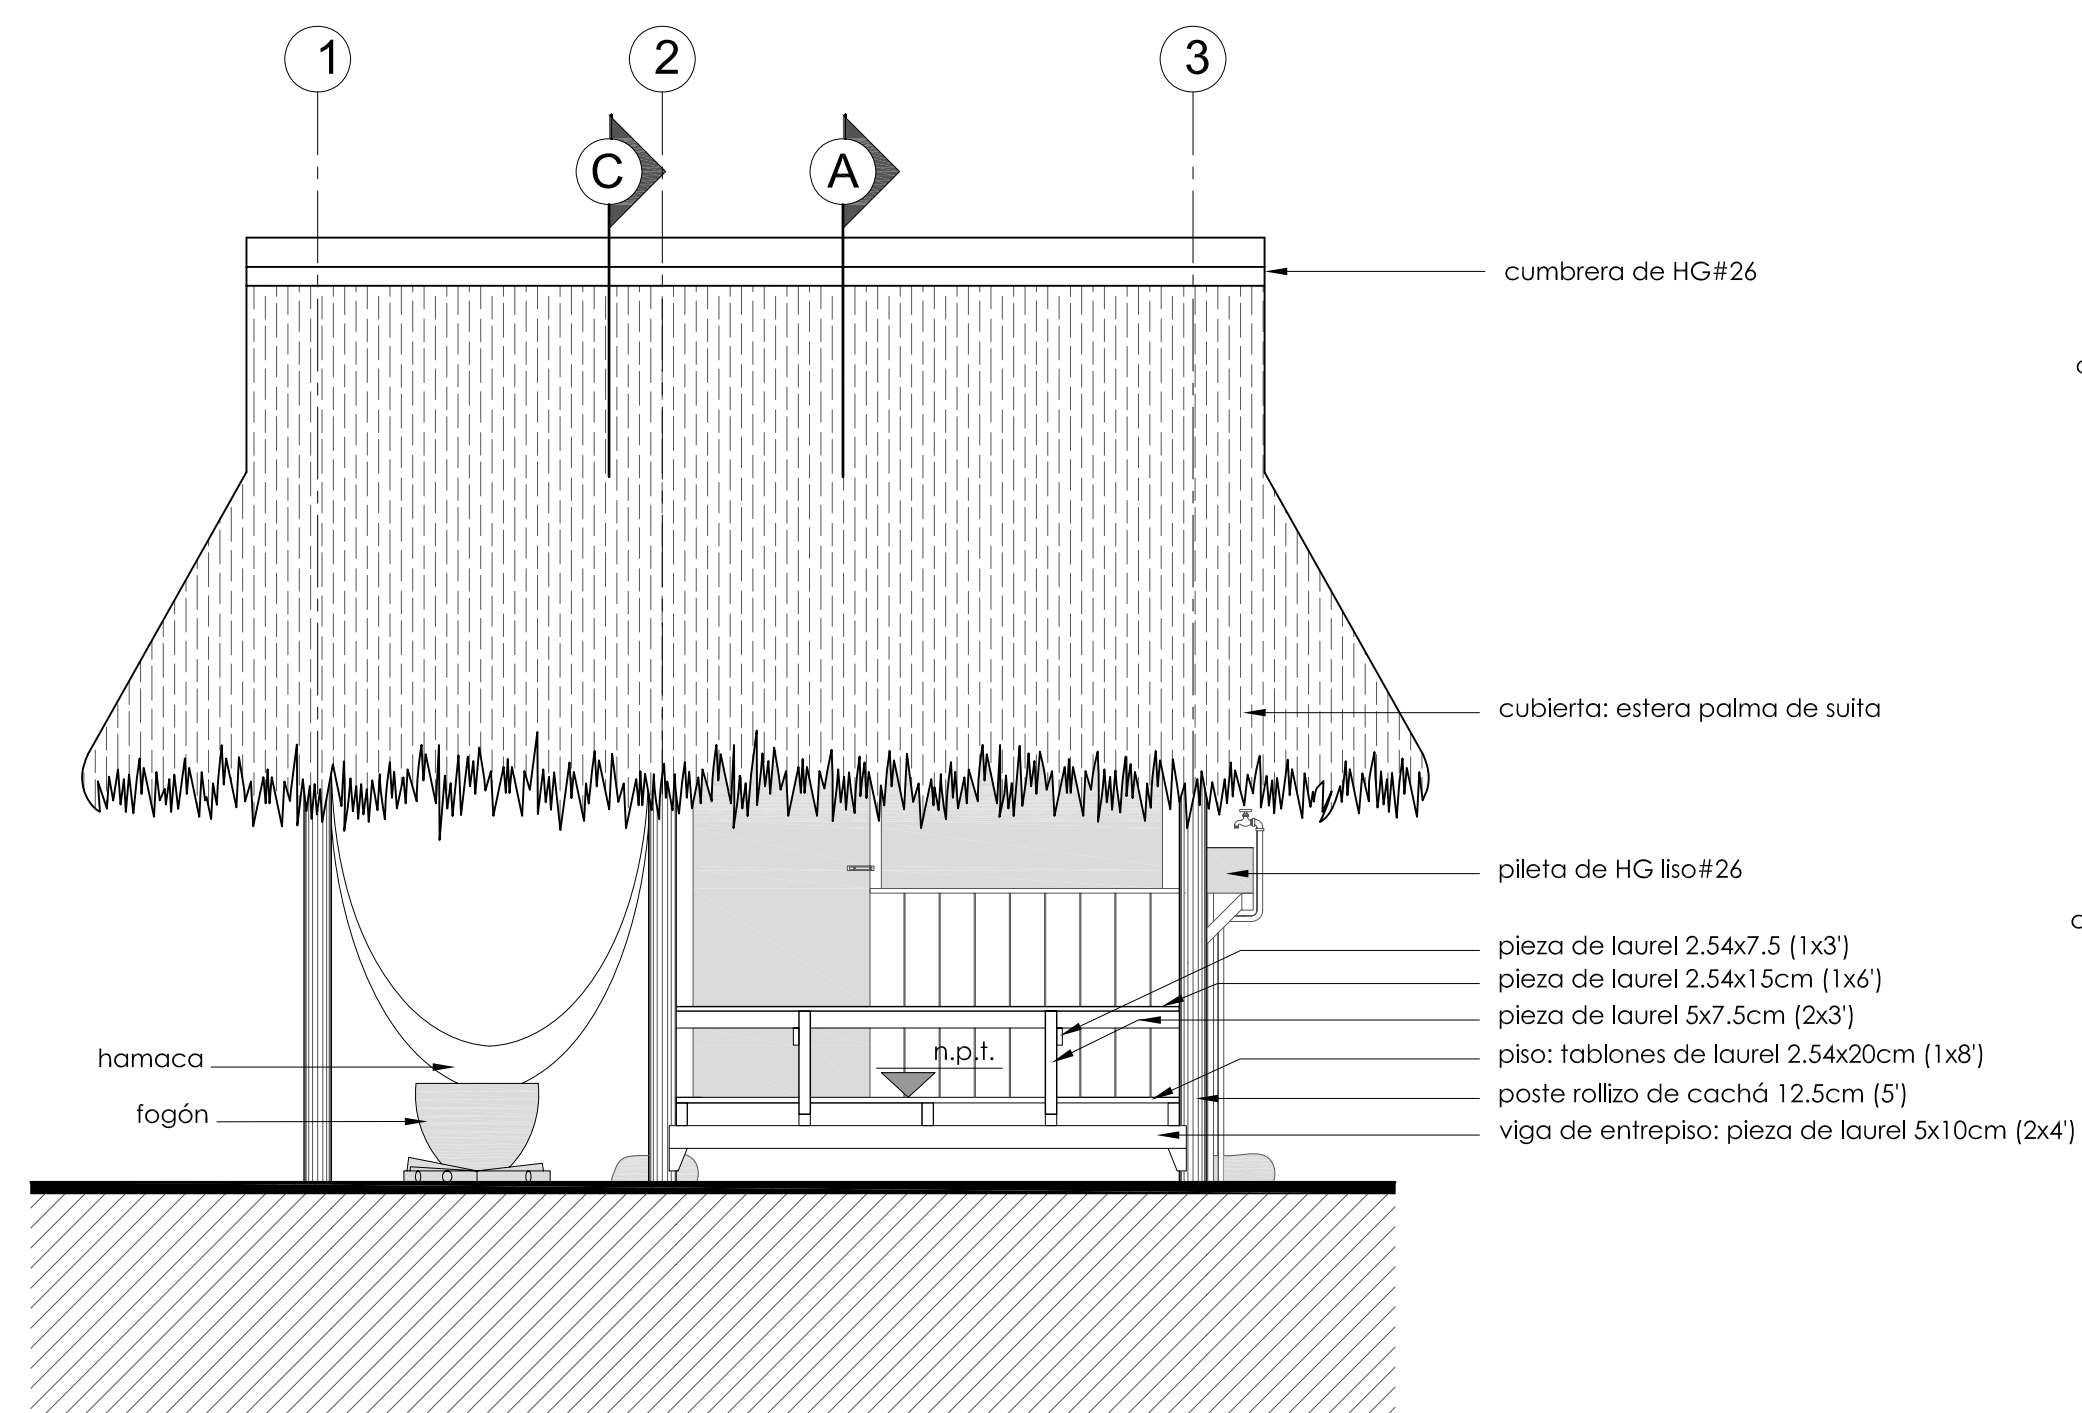 1 2 3
C A
cumbrera de HG#26
c
cubierta: estera palma de suita
pileta de HG liso#26
c
pieza de laurel 2.54x7.5 (1x3')
pieza de laurel 2.54x15cm (1x6')
pieza de laurel 5x7.5cm (2x3')
n.p.t.
piso: tablones de laurel 2.54x20cm (1x8')
hamaca
poste rollizo de cachá 12.5cm (5')
fogón
viga de entrepiso: pieza de laurel 5x10cm (2x4')